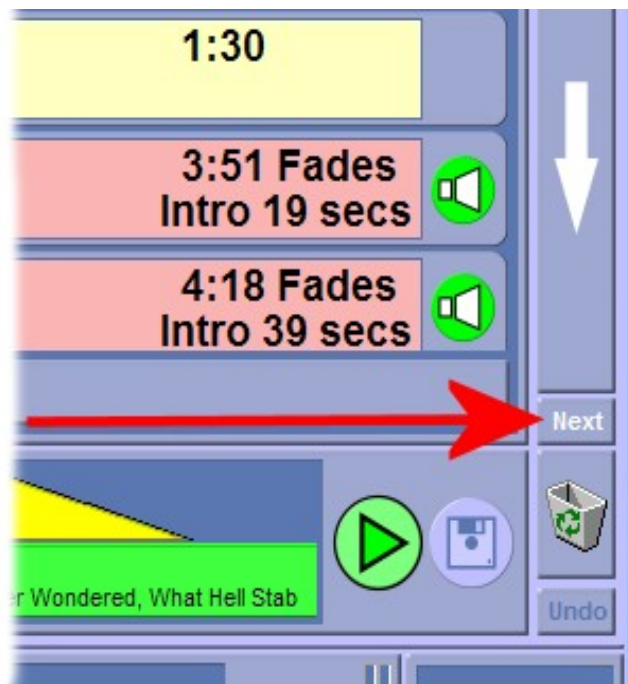 1:30
3:51 Fades
Intro 19 secs
4:18 Fades
Intro 39 secs
Next
Wondered, What Hell Stab
Undo